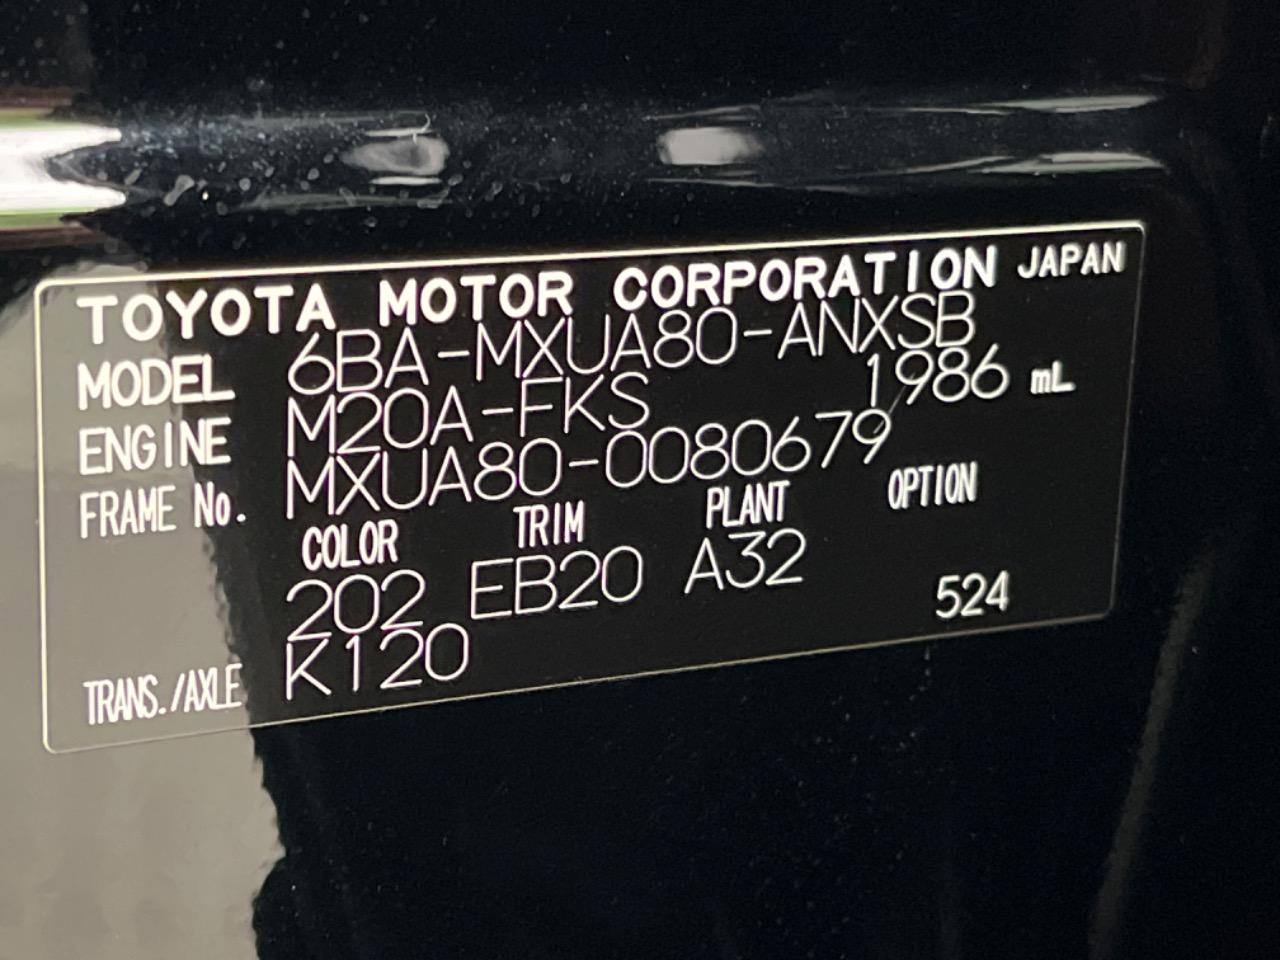 TOYOTA MOTOR CORPORATION JAPAN
MODEL 6BA-MXUA80-ANXSB
ENGINE M20A-FKS 1986 mL
FRAME No. MXUA80-0080679
COLOR TRIM PLANT OPTION
202 EB20 A32
TRANS./AXLE K120 524